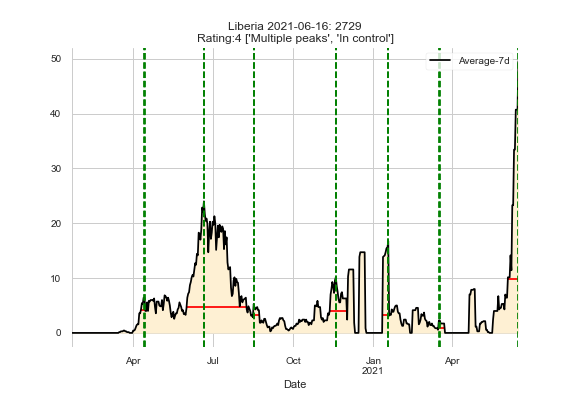 Liberia 2021-06-16: 2729
Rating:4 ['Multiple peaks', 'In control']
Average-7d
50
40
30
20
10
0
Apr
Jul
Oct
Jan
2021
Apr
Date